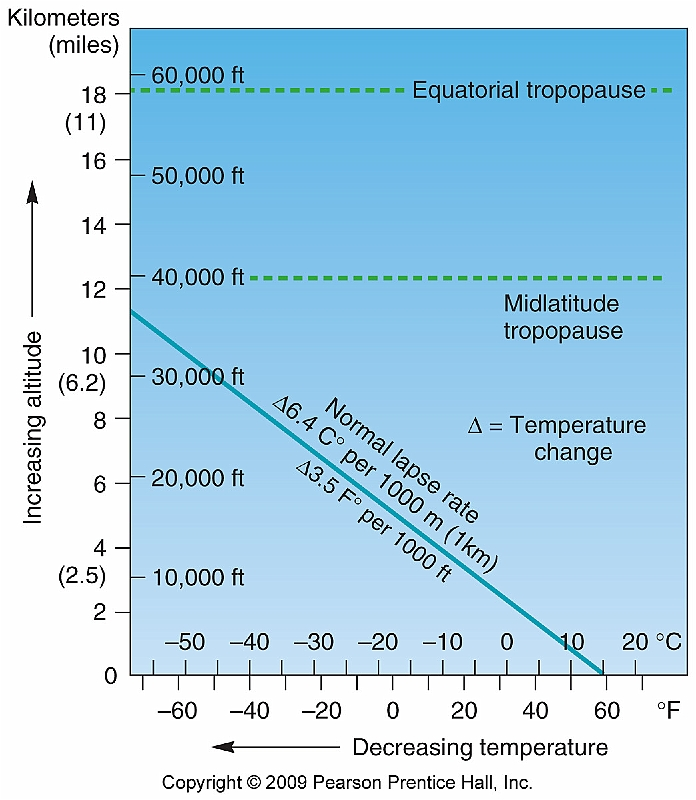 Kilometers
(miles)
60,000 ft
18
Equatorial tropopause
(11)
16
50,000 ft
14
40,000 ft
12
Midlatitude
tropopause
10
(6.2)
30,000 ft
8
Δ = Temperature
change
Normal lapse rate
Δ6.4 C° per 1000 m (1km)
Δ3.5 F° per 1000 ft
6
20,000 ft
4
(2.5)
10,000 ft
2
Increasing altitude
–50 –40 –30 –20 –10 0 10 20 °C
0
–60 –40 –20 0 20 40 60 °F
Decreasing temperature
Copyright © 2009 Pearson Prentice Hall, Inc.